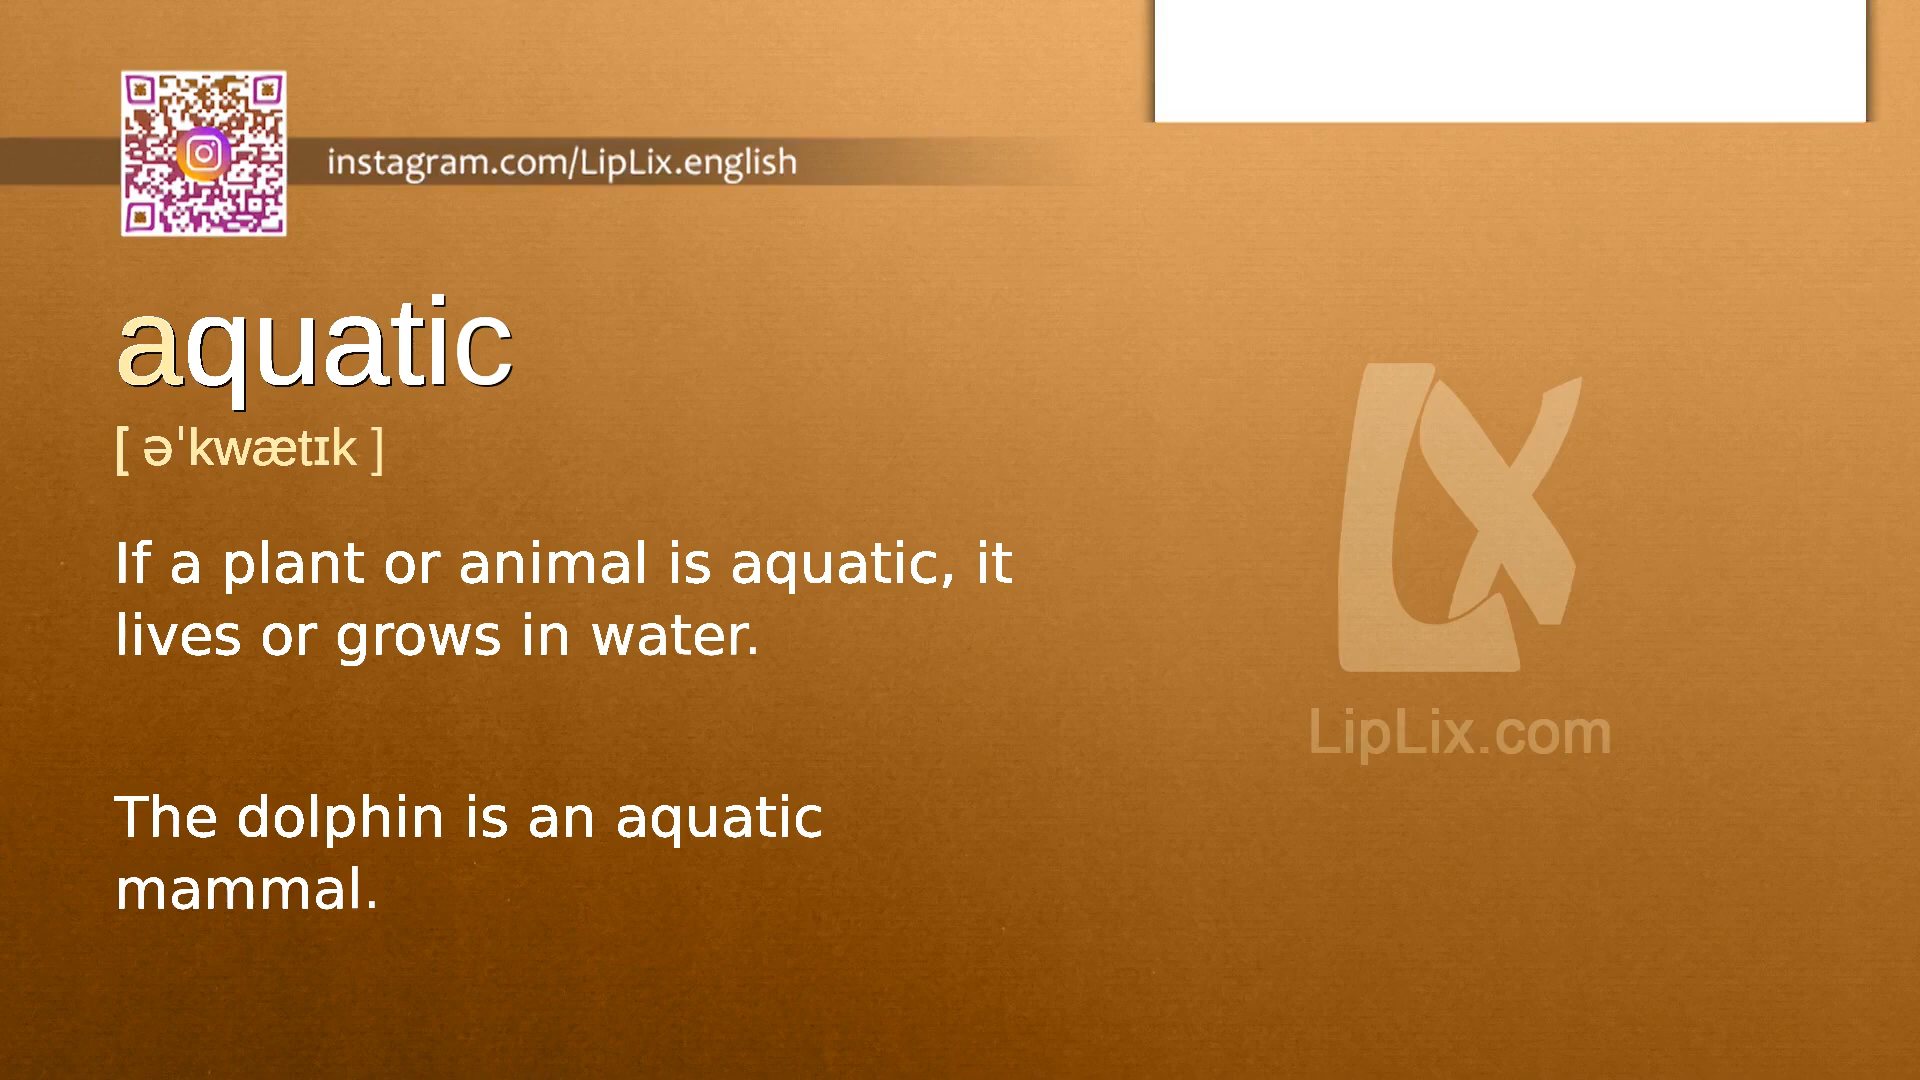 instagram.com/LipLix.english
aquatic
[ ə'kwætɪk ]
If a plant or animal is aquatic, it
lives or grows in water.
The dolphin is an aquatic
mammal.
LX
LipLix.com